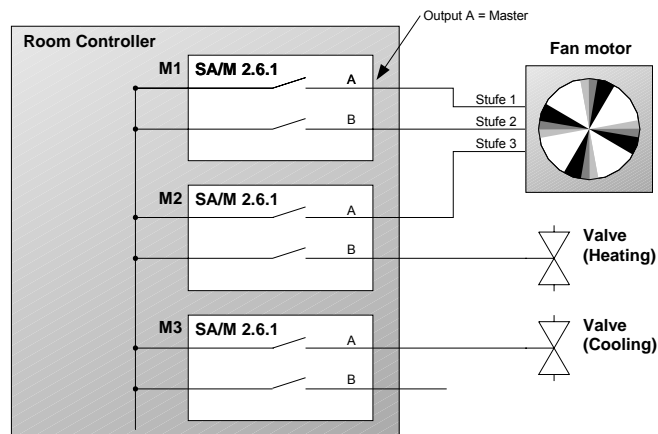 Output A = Master
Room Controller
Fan motor
M1
SA/M 2.6.1
A
B
Stufe 1
Stufe 2
Stufe 3
M2
SA/M 2.6.1
A
B
Valve
(Heating)
M3
SA/M 2.6.1
A
B
Valve
(Cooling)